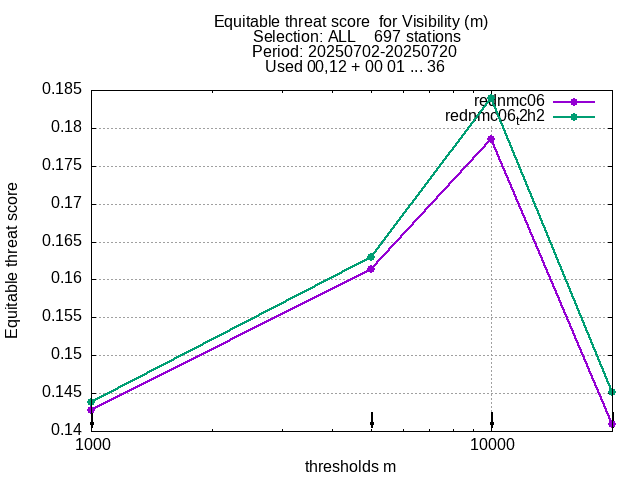 Equitable threat score  for Visibility (m)
Selection: ALL    697 stations
Period: 20250702-20250720
Used 00,12 + 00 01 ... 36
rednmc06
rednmc06t2h2
Equitable threat score
0.185
0.18
0.175
0.17
0.165
0.16
0.155
0.15
0.145
0.14
1000
10000
thresholds m